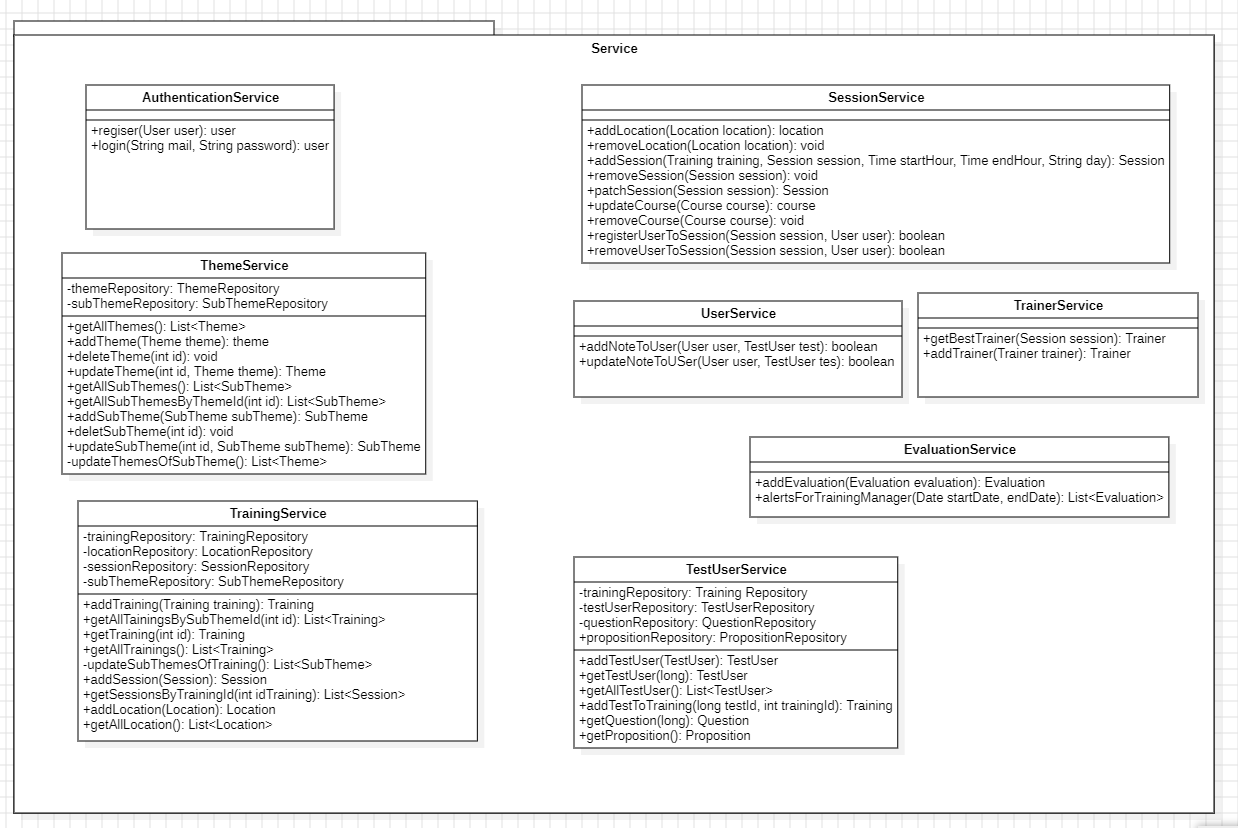 Service
AuthenticationService
+regiser(User user): user
+login(String mail, String password): user
SessionService
+addLocation(Location location): location
+removeLocation(Location location): void
+addSession(Training training, Session session, Time startHour, Time endHour, String day): Session
+removeSession(Session session): void
+patchSession(Session session): Session
+updateCourse(Course course): course
+removeCourse(Course course): void
+registerUserToSession(Session session, User user): boolean
+removeUserToSession(Session session, User user): boolean
ThemeService
-themeRepository: ThemeRepository
-subThemeRepository: SubThemeRepository
+getAllThemes(): List<Theme>
+addTheme(Theme theme): theme
+deleteTheme(int id): void
+updateTheme(int id, Theme theme): Theme
+getAllSubThemes(): List<SubTheme>
+getAllSubThemesByThemeId(int id): List<SubTheme>
+addSubTheme(SubTheme subTheme): SubTheme
+deletSubTheme(int id): void
+updateSubTheme(int id, SubTheme subTheme): SubTheme
-updateThemesOfSubTheme(): List<Theme>
UserService
+addNoteToUser(User user, TestUser test): boolean
+updateNoteToUSer(User user, TestUser tes): boolean
TrainerService
+getBestTrainer(Session session): Trainer
+addTrainer(Trainer trainer): Trainer
EvaluationService
+addEvaluation(Evaluation evaluation): Evaluation
+alertsForTrainingManager(Date startDate, endDate): List<Evaluation>
TrainingService
-trainingRepository: TrainingRepository
-locationRepository: LocationRepository
-sessionRepository: SessionRepository
-subThemeRepository: SubThemeRepository
+addTraining(Training training): Training
+getAllTainingsBySubThemeId(int id): List<Training>
+getTraining(int id): Training
+getAllTrainings(): List<Training>
-updateSubThemesOfTraining(): List<SubTheme>
+addSession(Session): Session
+getSessionsByTrainingId(int idTraining): List<Session>
+addLocation(Location): Location
+getAllLocation(): List<Location>
TestUserService
-trainingRepository: Training Repository
-testUserRepository: TestUserRepository
-questionRepository: QuestionRepository
+propositionRepository: PropositionRepository
+addTestUser(TestUser): TestUser
+getTestUser(long): TestUser
+getAllTestUser(): List<TestUser>
+addTestToTraining(long testId, int trainingId): Training
+getQuestion(long): Question
+getProposition(): Proposition